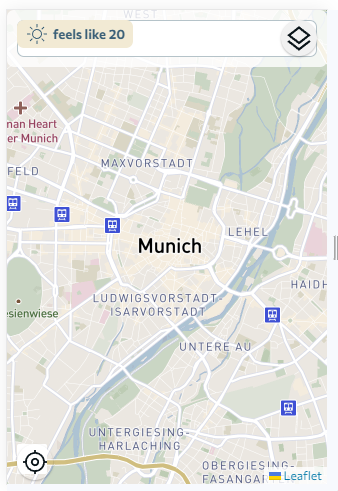 WEST
feels like 20
man Heart
er Munich
MAXVORSTADT
FELD
LEHEL
Munich
HAIDH
LUDWIGSVORSTADT-
ISARVORSTADT
esienwiese
UNTERE AU
UNTERGIESING-
HARLACHING
OBERGIESING-
FASANGAR
Leaflet